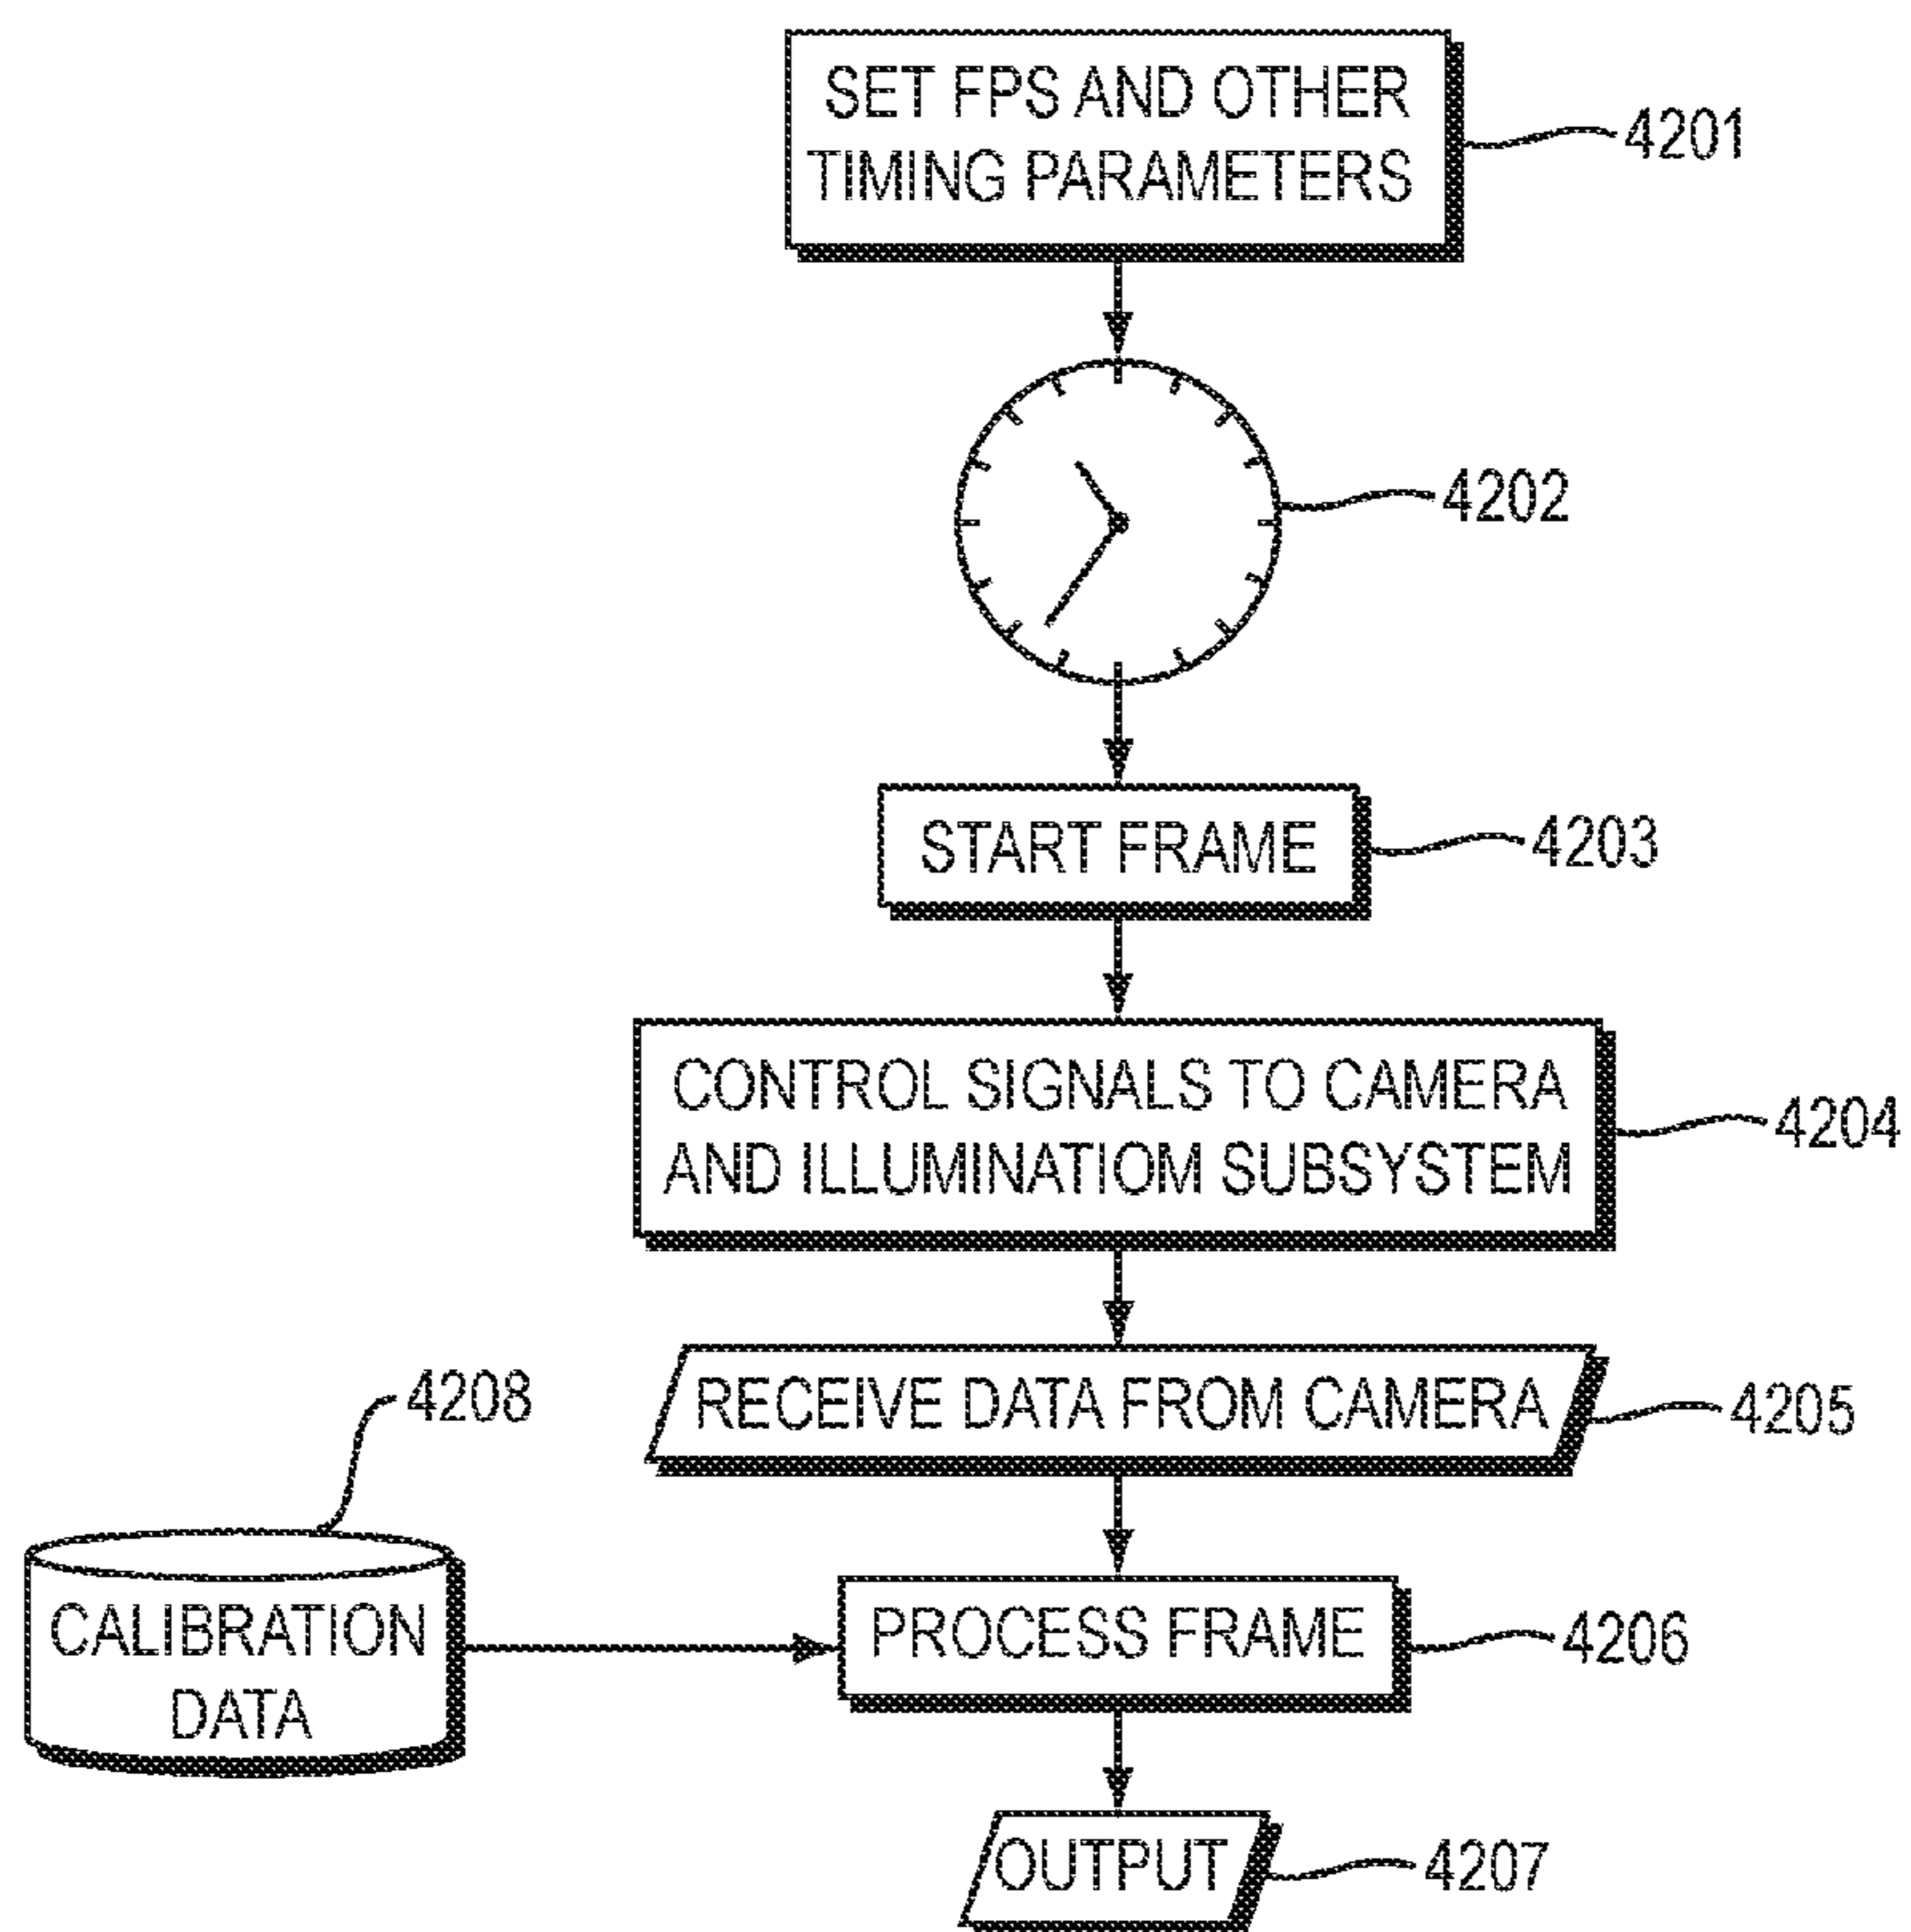 SET FPS AND OTHER
TIMING PARAMETERS
4201
4202
START FRAME
4203
CONTROL SIGNALS TO CAMERA
AND ILLUMINATIOM SUBSYSTEM
4204
RECEIVE DATA FROM CAMERA
4205
4208
CALIBRATION
DATA
PROCESS FRAME
4206
OUTPUT
4207